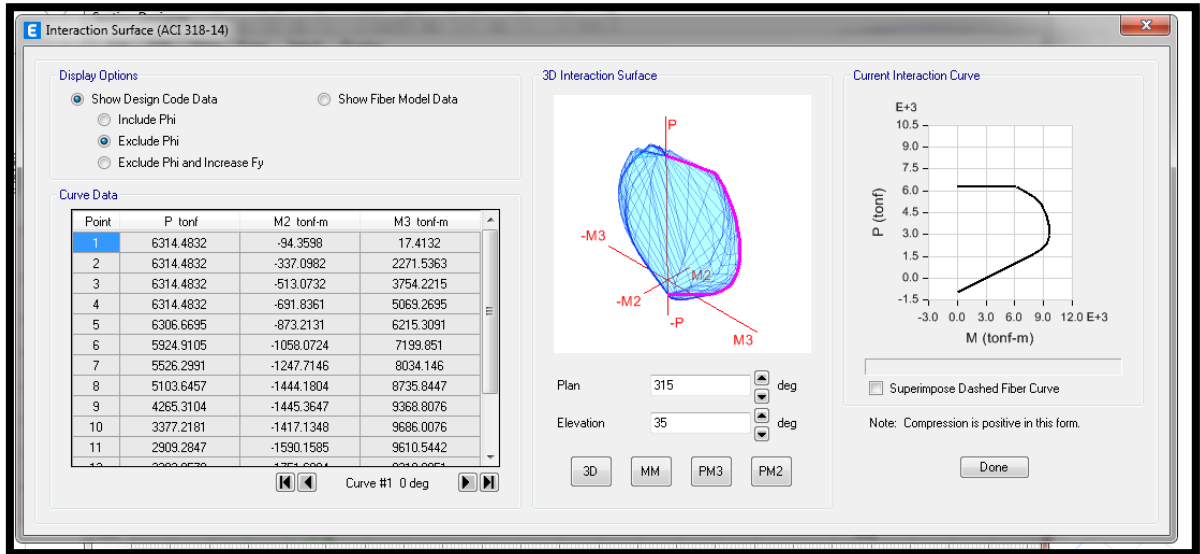 E Interaction Surface (ACI 318-14) X
Display Options
Show Design Code Data Show Fiber Model Data
Include Phi
Exclude Phi
Exclude Phi and Increase Fy
Curve Data
Point P tonf M2 tonf-m M3 tonf-m
1 6314.4832 -94.3598 17.4132
2 6314.4832 -337.0982 2271.5363
3 6314.4832 -513.0732 3754.2215
4 6314.4832 -691.8361 5069.2695
5 6306.6695 -873.2131 6215.3091
6 5924.9105 -1058.0724 7199.851
7 5526.2991 -1247.7146 8034.146
8 5103.6457 -1444.1804 8735.8447
9 4265.3104 -1445.3647 9368.8076
10 3377.2181 -1417.1348 9686.0076
11 2909.2847 -1590.1585 9610.5442
Curve #1 0 deg
3D Interaction Surface
P
-M3
M2
-M2
-P
M3
Plan 315 deg
Elevation 35 deg
3D MM PM3 PM2
Current Interaction Curve
E+3
10.5
9.0
7.5
6.0
4.5
3.0
1.5
0.0
-1.5
P (tonf)
-3.0 0.0 3.0 6.0 9.0 12.0 E+3
M (tonf-m)
Superimpose Dashed Fiber Curve
Note: Compression is positive in this form.
Done